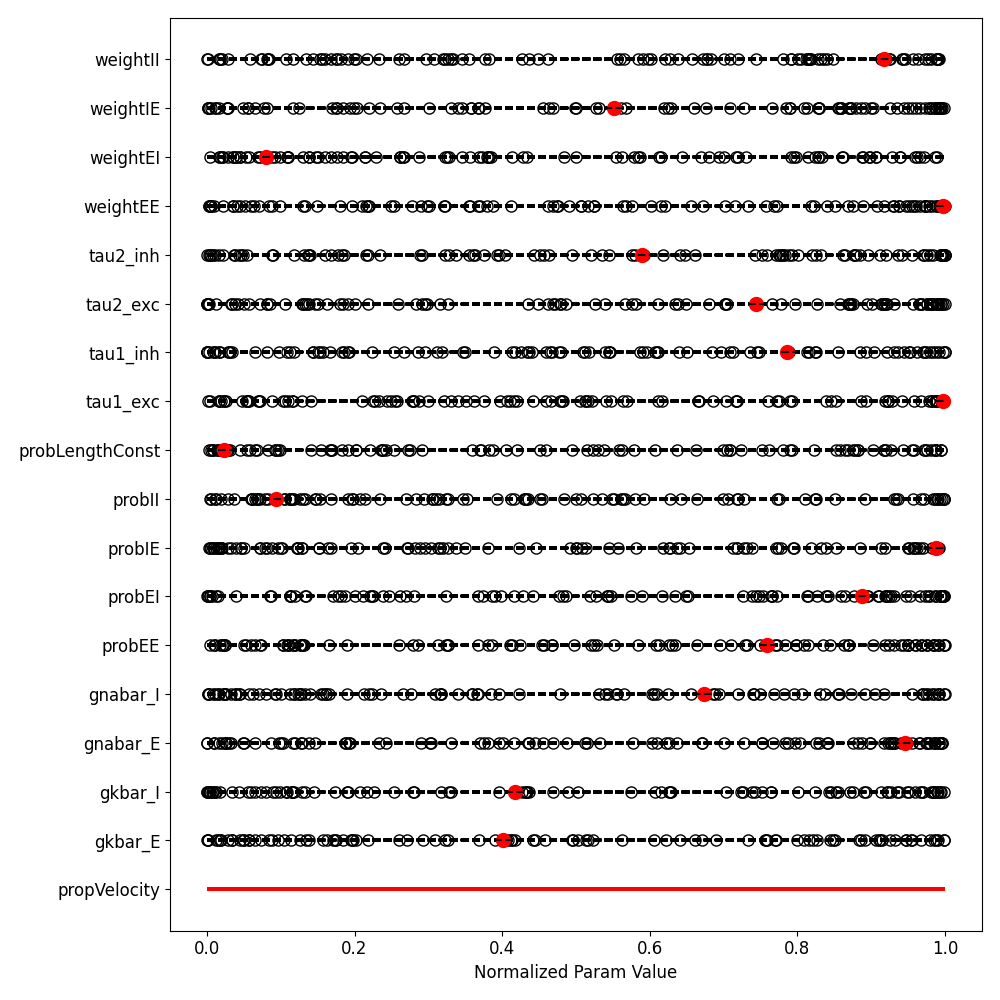 weightII
weightIE
weightEI
weightEE
tau2_inh
tau2_exc
tau1_inh
tau1_exc
probLengthConst
probII
probIE
probEI
probEE
gnabar_I
gnabar_E
gkbar_I
gkbar_E
propVelocity
0.0 0.2 0.4 0.6 0.8 1.0
Normalized Param Value